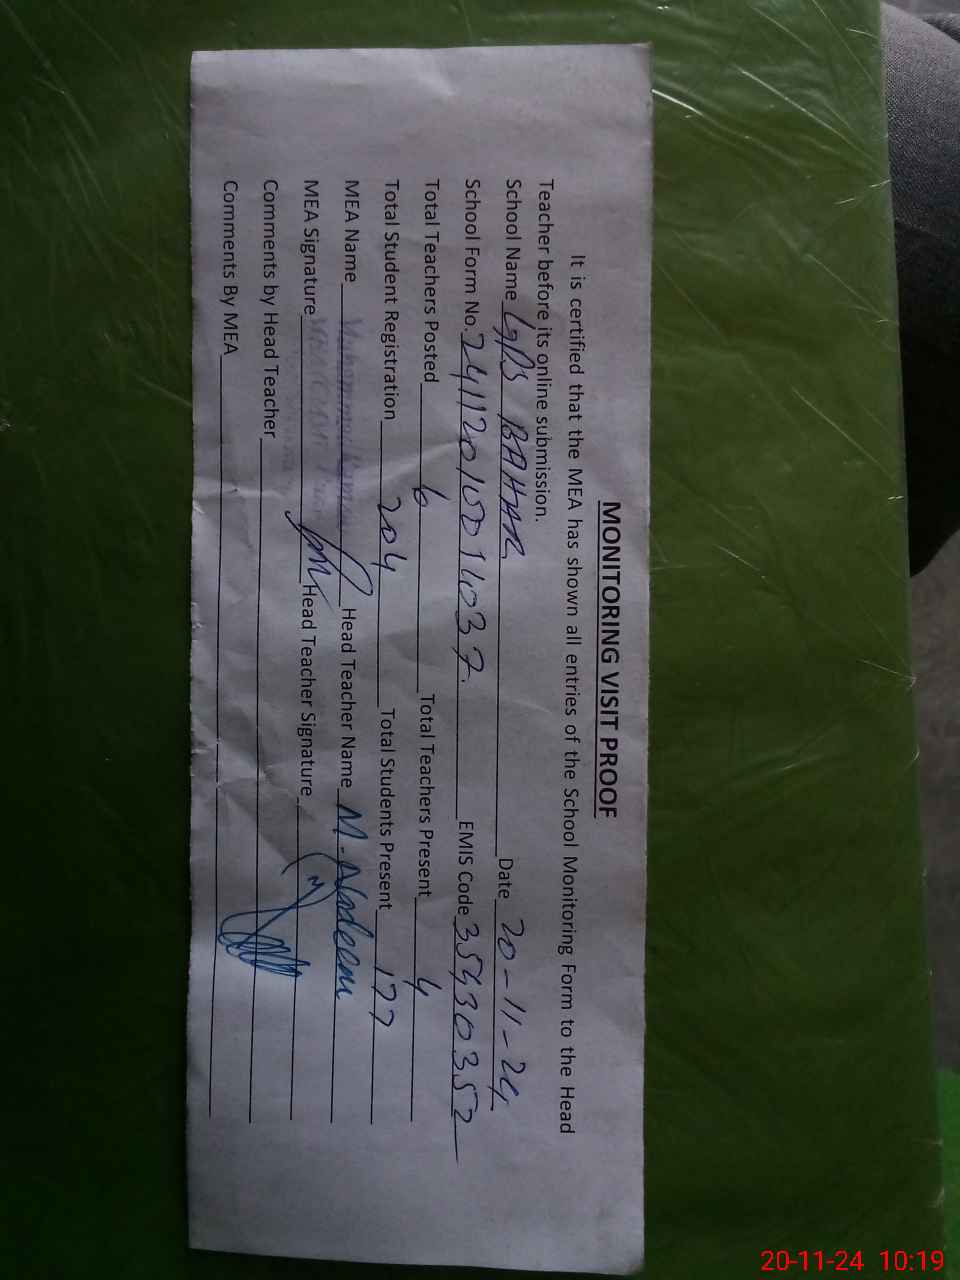 MONITORING VISIT PROOF
It is certified that the MEA has shown all entries of the School Monitoring Form to the Head
Teacher before its online submission.
School Name GPS BAHAR Date 20-11-24
School Form No. 241120100 1037. EMIS Code 35430352
Total Teachers Posted 6 Total Teachers Present 4
Total Student Registration 204 Total Students Present 177
MEA Name Muhammad Head Teacher Name M. Nadeem
MEA Signature Head Teacher Signature
Comments by Head Teacher
Comments By MEA
20-11-24 10:19